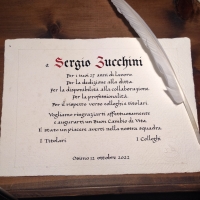 a Sergio Zucchini
Per i suoi 27 anni di lavoro.
Per la dedizione alla ditta.
Per la disponibilità alla collaborazione.
Per la professionalità.
Per il rispetto verso colleghi e titolari.
Vogliamo ringraziarti affettuosamente
e augurarti un Buon Cambio di Vita.
È stato un piacere averti nella nostra squadra.
I Titolari I Colleghi
Osimo 12 ottobre 2022